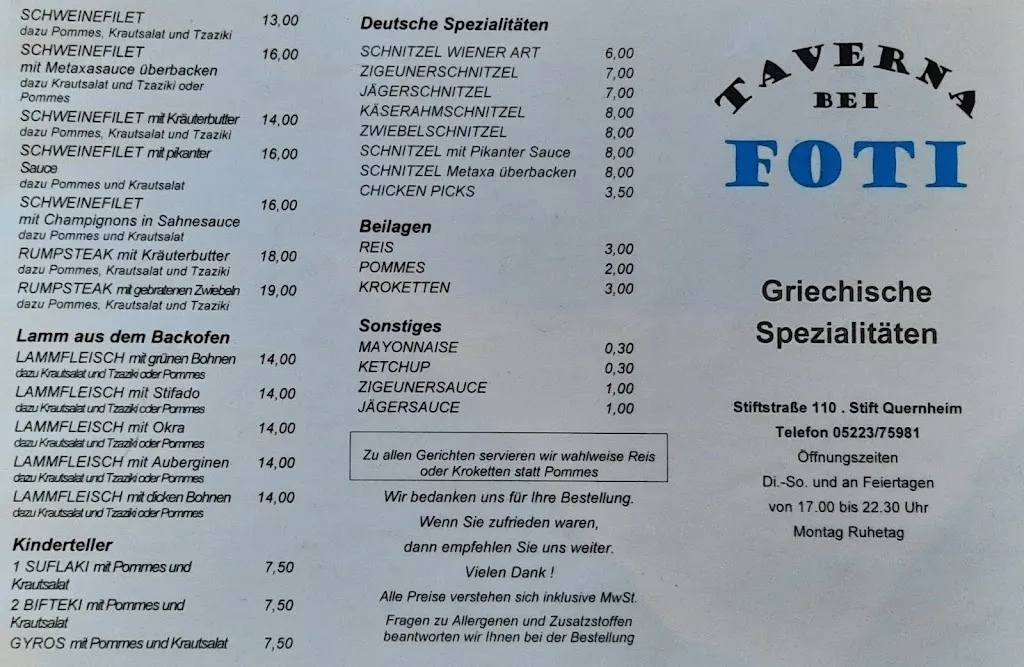 SCHWEINEFILET 13,00
dazu Pommes, Krautsalat und Tzaziki
SCHWEINEFILET 16,00
mit Metaxasauce überbacken
dazu Krautsalat und Tzaziki oder
Pommes
SCHWEINEFILET mit Kräuterbutter 14,00
dazu Pommes, Krautsalat und Tzaziki
SCHWEINEFILET mit pikanter 16,00
Sauce
dazu Pommes und Krautsalat
SCHWEINEFILET 16,00
mit Champignons in Sahnesauce
dazu Pommes und Krautsalat
RUMPSTEAK mit Kräuterbutter 18,00
dazu Pommes, Krautsalat und Tzaziki
RUMPSTEAK mit gebratenen Zwiebeln 19,00
dazu Pommes, Krautsalat und Tzaziki
Lamm aus dem Backofen
LAMMFLEISCH mit grünen Bohnen 14,00
dazu Krautsalat und Tzaziki oder Pommes
LAMMFLEISCH mit Stifado 14,00
dazu Krautsalat und Tzaziki oder Pommes
LAMMFLEISCH mit Okra 14,00
dazu Krautsalat und Tzaziki oder Pommes
LAMMFLEISCH mit Auberginen 14,00
dazu Krautsalat und Tzaziki oder Pommes
LAMMFLEISCH mit dicken Bohnen 14,00
dazu Krautsalat und Tzaziki oder Pommes
Kinderteller
1 SUFLAKI mit Pommes und 7,50
Krautsalat
2 BIFTEKI mit Pommes und 7,50
Krautsalat
GYROS mit Pommes und Krautsalat 7,50
Deutsche Spezialitäten
SCHNITZEL WIENER ART 6,00
ZIGEUNERSCHNITZEL 7,00
JÄGERSCHNITZEL 7,00
KÄSERAHMSCHNITZEL 8,00
ZWIEBELSCHNITZEL 8,00
SCHNITZEL mit Pikanter Sauce 8,00
SCHNITZEL Metaxa überbacken 8,00
CHICKEN PICKS 3,50
Beilagen
REIS 3,00
POMMES 2,00
KROKETTEN 3,00
Sonstiges
MAYONNAISE 0,30
KETCHUP 0,30
ZIGEUNERSAUCE 1,00
JÄGERSAUCE 1,00
Zu allen Gerichten servieren wir wahlweise Reis
oder Kroketten statt Pommes
Wir bedanken uns für Ihre Bestellung.
Wenn Sie zufrieden waren,
dann empfehlen Sie uns weiter.
Vielen Dank !
Alle Preise verstehen sich inklusive MwSt.
Fragen zu Allergenen und Zusatzstoffen
beantworten wir Ihnen bei der Bestellung
TAVERNA
BEI
FOTI
Griechische
Spezialitäten
Stiftstraße 110 . Stift Quernheim
Telefon 05223/75981
Öffnungszeiten
Di.-So. und an Feiertagen
von 17.00 bis 22.30 Uhr
Montag Ruhetag